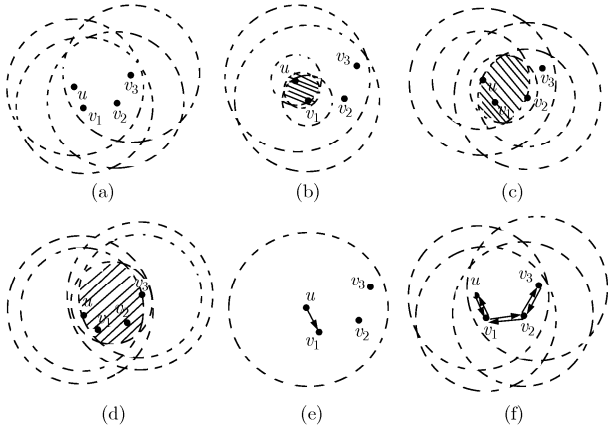 u v₁ v₂ v₃
(a)
u v₁ v₂ v₃
(b)
u v₁ v₂ v₃
(c)
u v₁ v₂ v₃
(d)
u v₁ v₂ v₃
(e)
u v₁ v₂ v₃
(f)